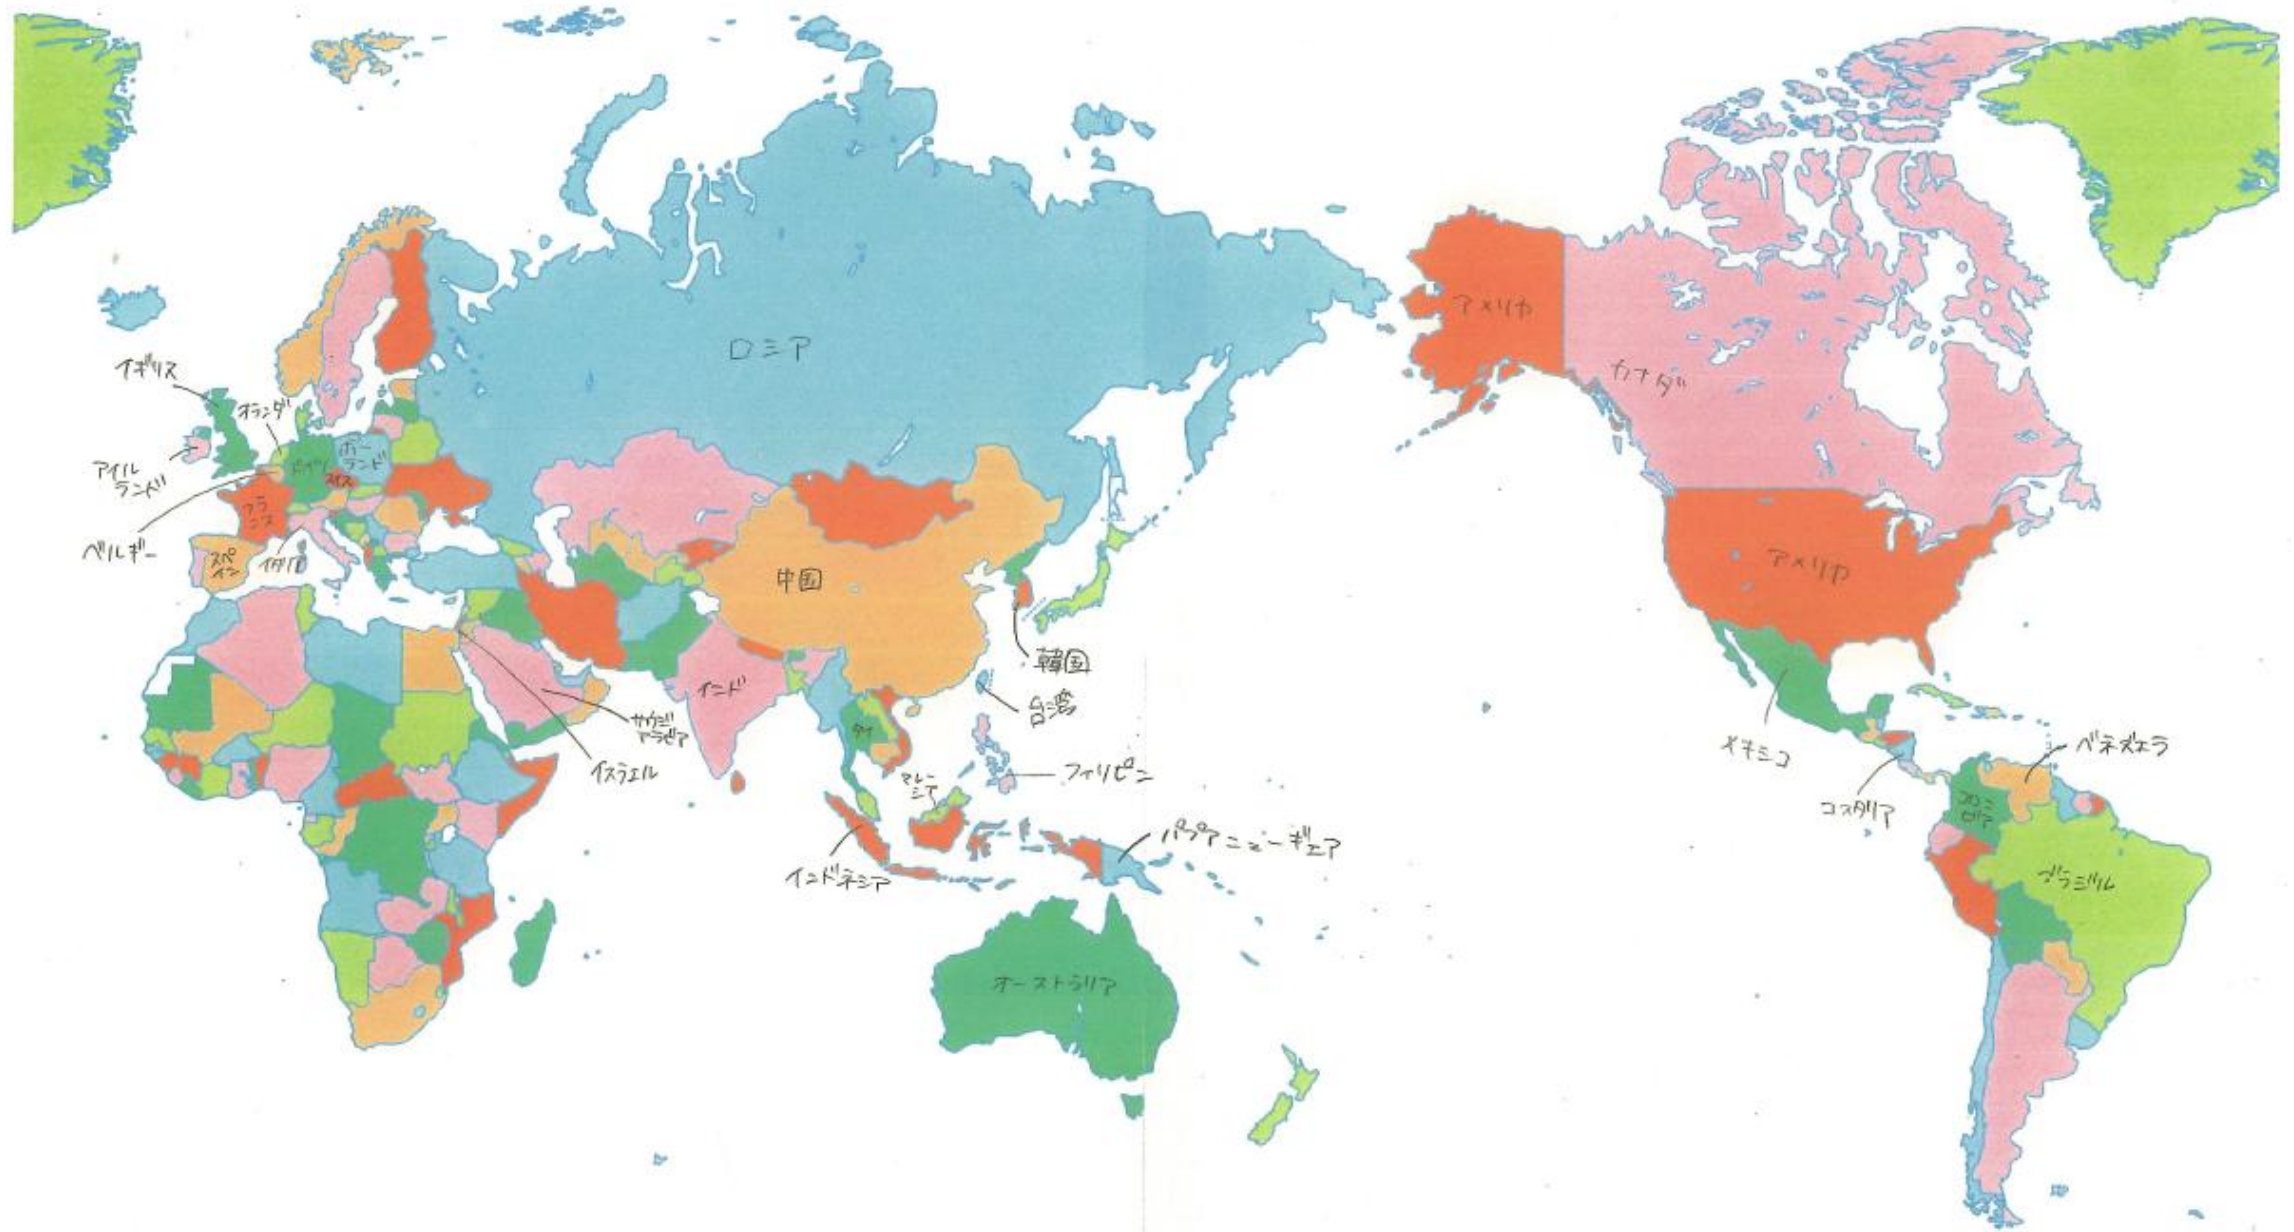 ロシア
アメリカ
カナダ
イギリス
オランダ
ポー
ランド
ドイツ
スイス
アイル
ランド
フラ
ンス
ベルギー
スペ
イン
イタリア
中国
アメリカ
韓国
台湾
インド
サウジ
アラビア
イスラエル
タイ
マレー
シア
フィリピン
メキシコ
ベネズエラ
コスタリア
コロン
ビア
パプアニューギニア
インドネシア
ブラジル
オーストラリア